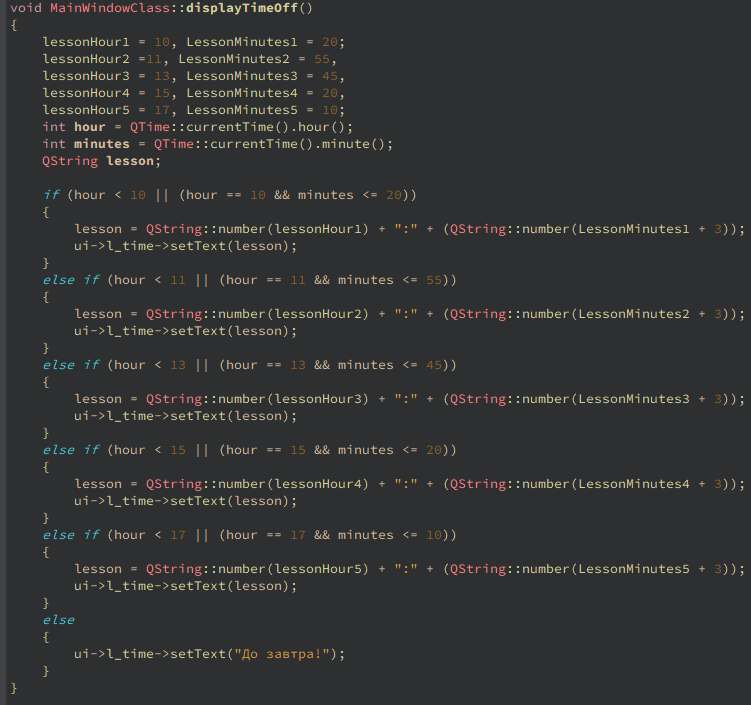 void MainWindowClass::displayTimeOff()
{
    lessonHour1 = 10, LessonMinutes1 = 20;
    lessonHour2 =11, LessonMinutes2 = 55,
    lessonHour3 = 13, LessonMinutes3 = 45,
    lessonHour4 = 15, LessonMinutes4 = 20,
    lessonHour5 = 17, LessonMinutes5 = 10;
    int hour = QTime::currentTime().hour();
    int minutes = QTime::currentTime().minute();
    QString lesson;

    if (hour < 10 || (hour == 10 && minutes <= 20))
    {
        lesson = QString::number(lessonHour1) + ":" + (QString::number(LessonMinutes1 + 3));
        ui->l_time->setText(lesson);
    }
    else if (hour < 11 || (hour == 11 && minutes <= 55))
    {
        lesson = QString::number(lessonHour2) + ":" + (QString::number(LessonMinutes2 + 3));
        ui->l_time->setText(lesson);
    }
    else if (hour < 13 || (hour == 13 && minutes <= 45))
    {
        lesson = QString::number(lessonHour3) + ":" + (QString::number(LessonMinutes3 + 3));
        ui->l_time->setText(lesson);
    }
    else if (hour < 15 || (hour == 15 && minutes <= 20))
    {
        lesson = QString::number(lessonHour4) + ":" + (QString::number(LessonMinutes4 + 3));
        ui->l_time->setText(lesson);
    }
    else if (hour < 17 || (hour == 17 && minutes <= 10))
    {
        lesson = QString::number(lessonHour5) + ":" + (QString::number(LessonMinutes5 + 3));
        ui->l_time->setText(lesson);
    }
    else
    {
        ui->l_time->setText("До завтра!");
    }
}